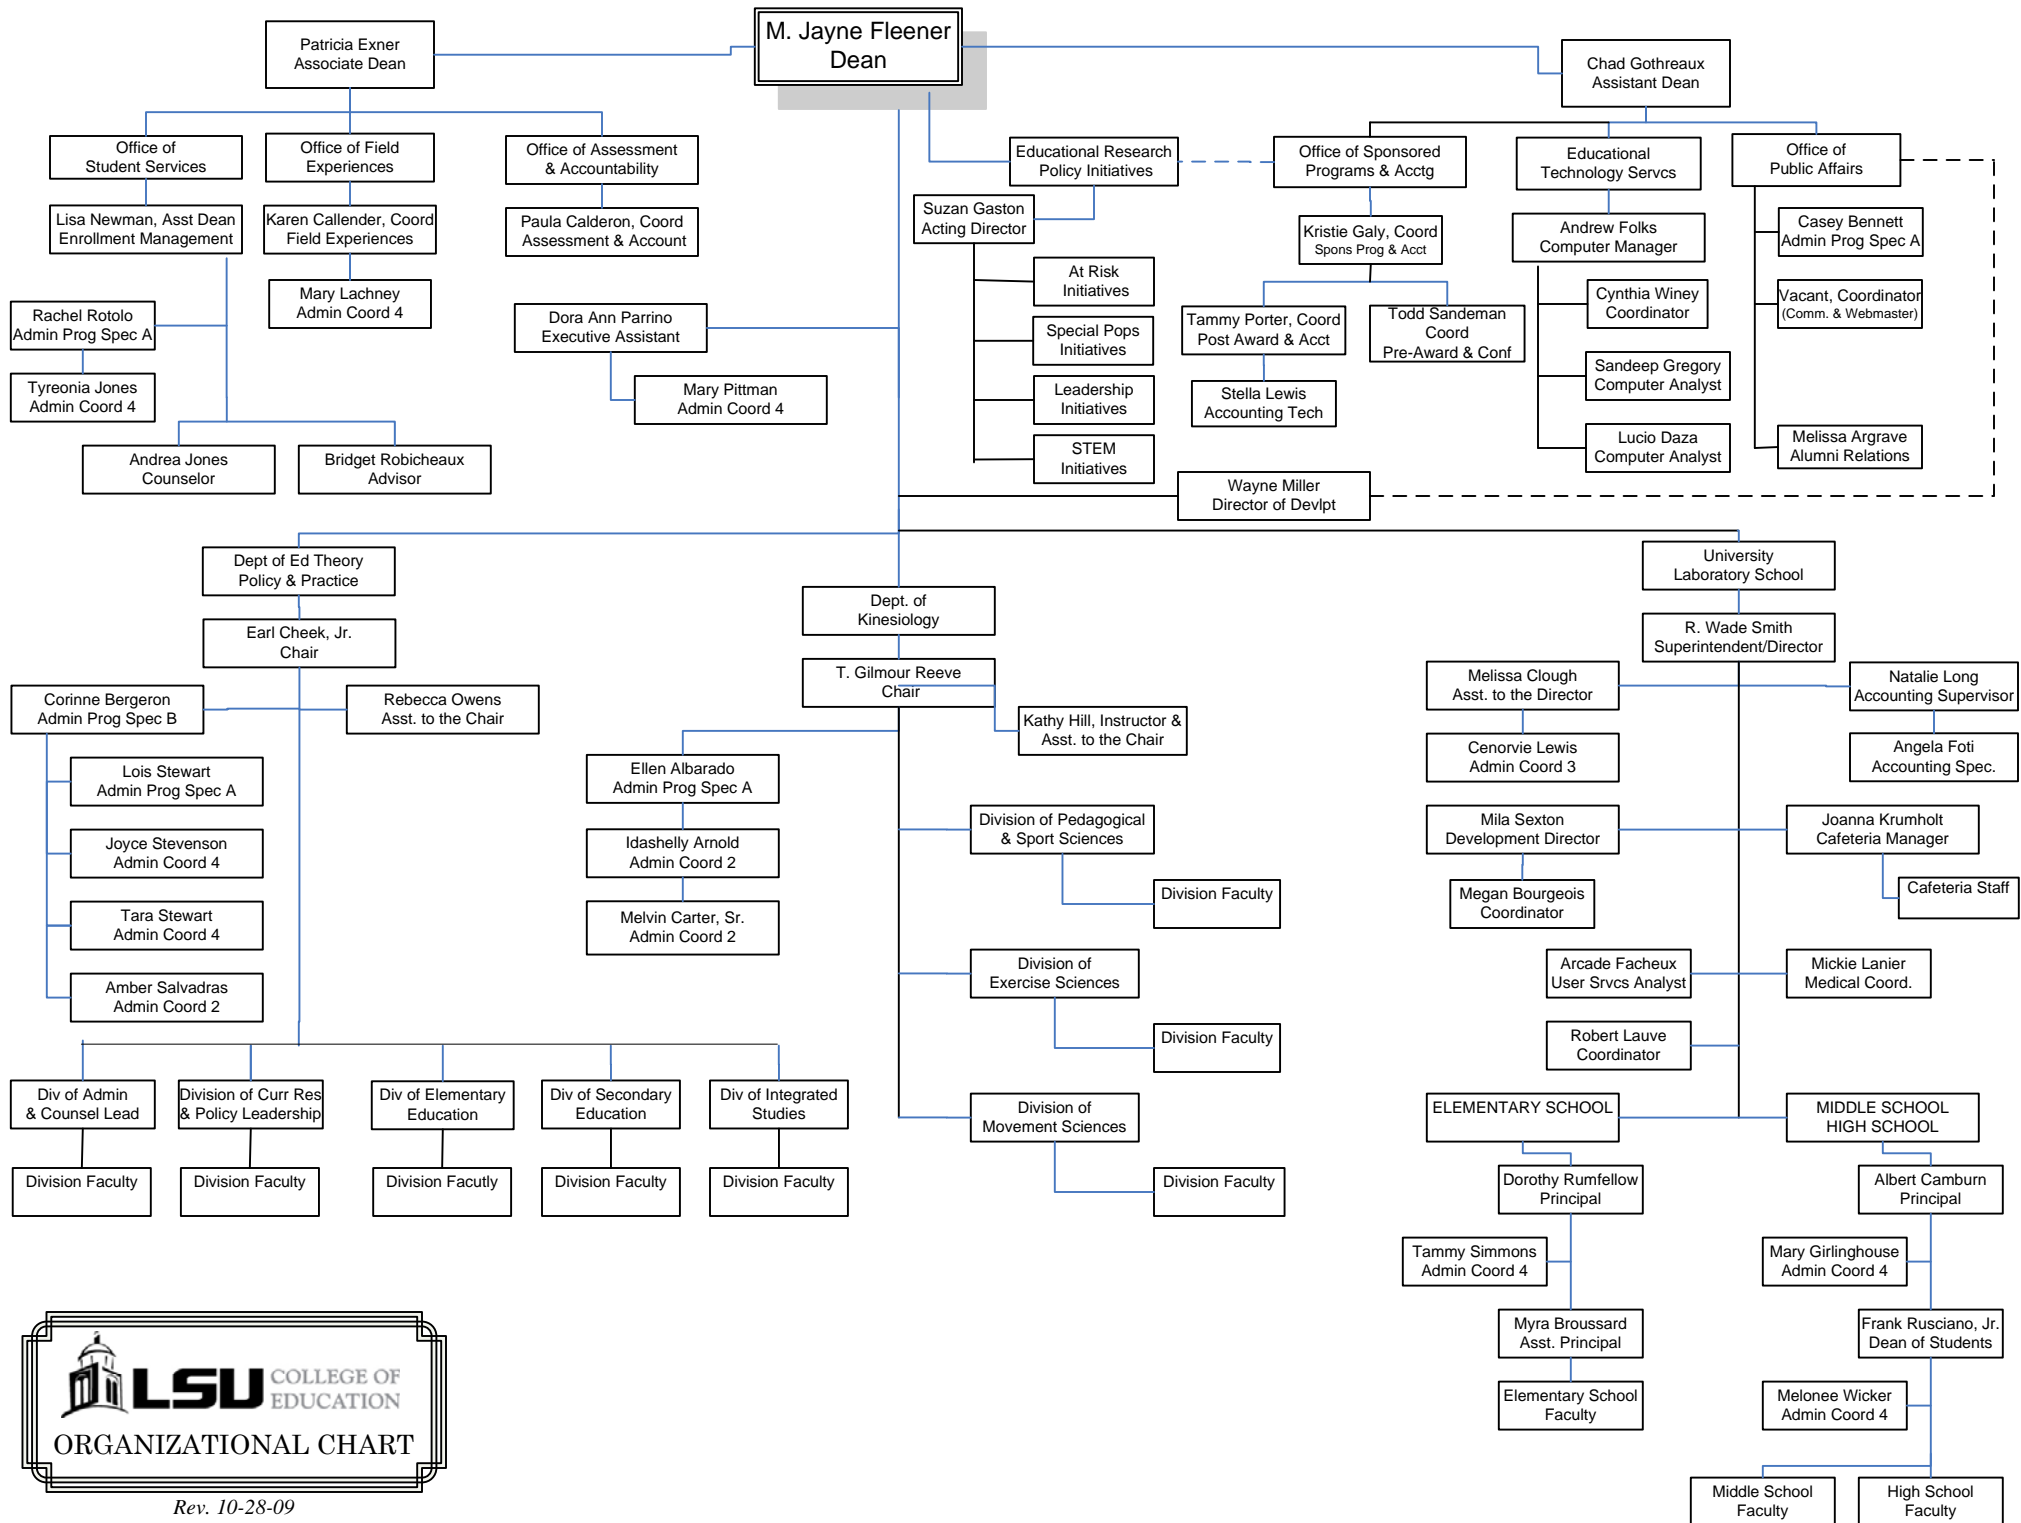 M. Jayne Fleener
Dean
Patricia Exner
Associate Dean
Chad Gothreaux
Assistant Dean
Office of
Student Services
Office of Field
Experiences
Office of Assessment
& Accountability
Educational Research
Policy Initiatives
Office of Sponsored
Programs & Acctg
Educational
Technology Servcs
Office of
Public Affairs
Lisa Newman, Asst Dean
Enrollment Management
Karen Callender, Coord
Field Experiences
Paula Calderon, Coord
Assessment & Account
Suzan Gaston
Acting Director
Kristie Galy, Coord
Spons Prog & Acct
Andrew Folks
Computer Manager
Casey Bennett
Admin Prog Spec A
Mary Lachney
Admin Coord 4
At Risk
Initiatives
Cynthia Winey
Coordinator
Vacant, Coordinator
(Comm. & Webmaster)
Rachel Rotolo
Admin Prog Spec A
Dora Ann Parrino
Executive Assistant
Special Pops
Initiatives
Tammy Porter, Coord
Post Award & Acct
Todd Sandeman
Coord
Pre-Award & Conf
Sandeep Gregory
Computer Analyst
Tyreonia Jones
Admin Coord 4
Mary Pittman
Admin Coord 4
Leadership
Initiatives
Stella Lewis
Accounting Tech
Andrea Jones
Counselor
Bridget Robicheaux
Advisor
STEM
Initiatives
Lucio Daza
Computer Analyst
Melissa Argrave
Alumni Relations
Wayne Miller
Director of Devlpt
Dept of Ed Theory
Policy & Practice
Dept. of
Kinesiology
University
Laboratory School
Earl Cheek, Jr.
Chair
T. Gilmour Reeve
Chair
R. Wade Smith
Superintendent/Director
Corinne Bergeron
Admin Prog Spec B
Rebecca Owens
Asst. to the Chair
Kathy Hill, Instructor &
Asst. to the Chair
Melissa Clough
Asst. to the Director
Natalie Long
Accounting Supervisor
Lois Stewart
Admin Prog Spec A
Ellen Albarado
Admin Prog Spec A
Cenorvie Lewis
Admin Coord 3
Angela Foti
Accounting Spec.
Joyce Stevenson
Admin Coord 4
Idashelly Arnold
Admin Coord 2
Division of Pedagogical
& Sport Sciences
Mila Sexton
Development Director
Joanna Krumholt
Cafeteria Manager
Tara Stewart
Admin Coord 4
Melvin Carter, Sr.
Admin Coord 2
Division Faculty
Megan Bourgeois
Coordinator
Cafeteria Staff
Amber Salvadras
Admin Coord 2
Division of
Exercise Sciences
Arcade Facheux
User Srvcs Analyst
Mickie Lanier
Medical Coord.
Division Faculty
Robert Lauve
Coordinator
Div of Admin
& Counsel Lead
Division of Curr Res
& Policy Leadership
Div of Elementary
Education
Div of Secondary
Education
Div of Integrated
Studies
Division of
Movement Sciences
ELEMENTARY SCHOOL
MIDDLE SCHOOL
HIGH SCHOOL
Division Faculty
Division Faculty
Division Facutly
Division Faculty
Division Faculty
Division Faculty
Dorothy Rumfellow
Principal
Albert Camburn
Principal
Tammy Simmons
Admin Coord 4
Mary Girlinghouse
Admin Coord 4
Myra Broussard
Asst. Principal
Frank Rusciano, Jr.
Dean of Students
Elementary School
Faculty
Melonee Wicker
Admin Coord 4
Middle School
Faculty
High School
Faculty
LSU COLLEGE OF
EDUCATION
ORGANIZATIONAL CHART
Rev. 10-28-09